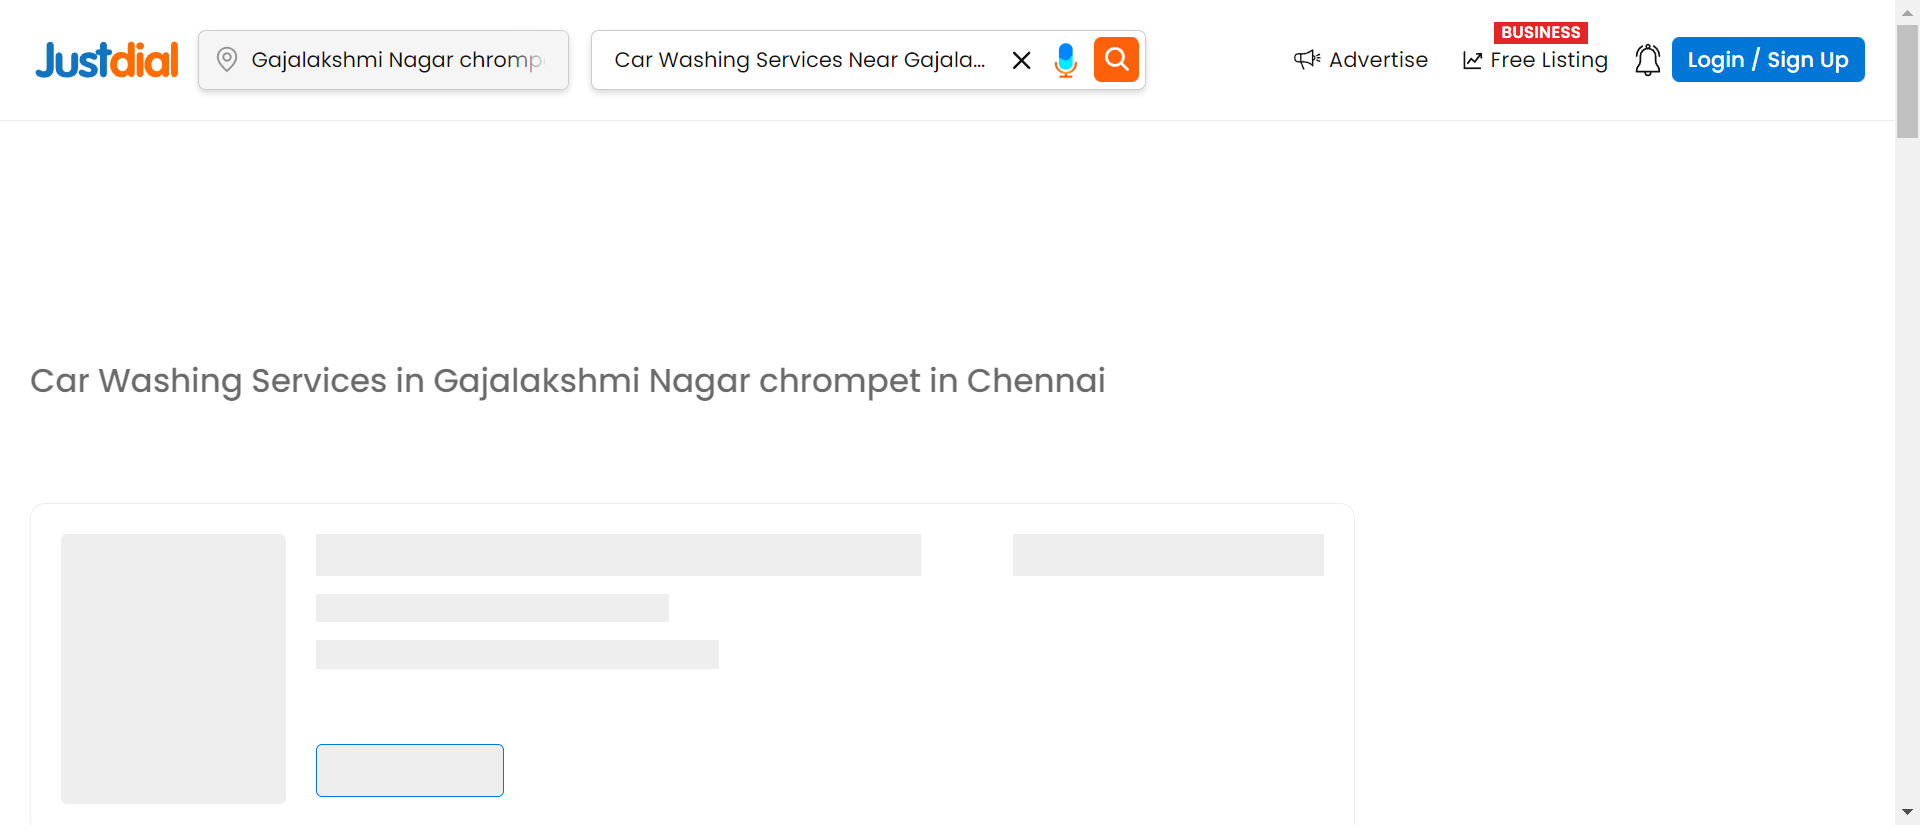 Justdial
Gajalakshmi Nagar chromp
Car Washing Services Near Gajala...
Advertise
BUSINESS
Free Listing
Login / Sign Up
Car Washing Services in Gajalakshmi Nagar chrompet in Chennai